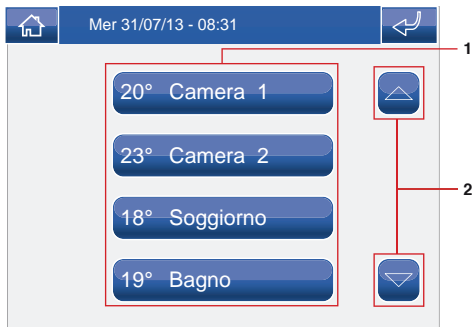 Mer 31/07/13 - 08:31
1
20° Camera 1
23° Camera 2
2
18° Soggiorno
19° Bagno